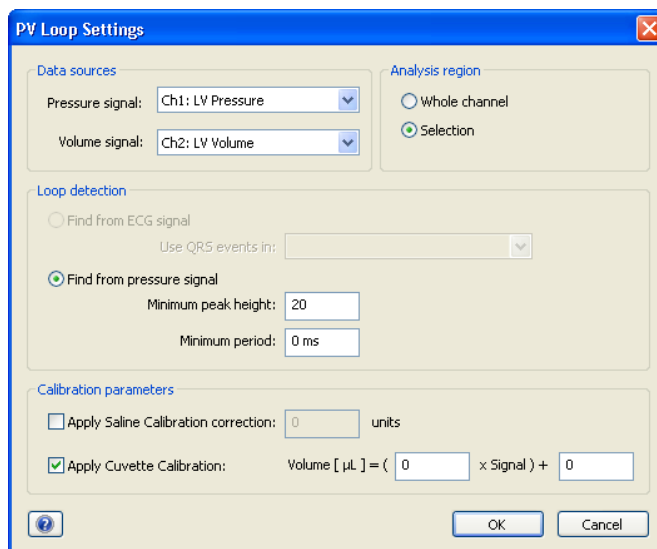 PV Loop Settings
Data sources
Pressure signal: Ch1: LV Pressure
Volume signal: Ch2: LV Volume
Analysis region
Whole channel
Selection
Loop detection
Find from ECG signal
Use QRS events in:
Find from pressure signal
Minimum peak height: 20
Minimum period: 0 ms
Calibration parameters
Apply Saline Calibration correction: 0 units
Apply Cuvette Calibration: Volume [ µL ] = ( 0 x Signal ) + 0
? OK Cancel